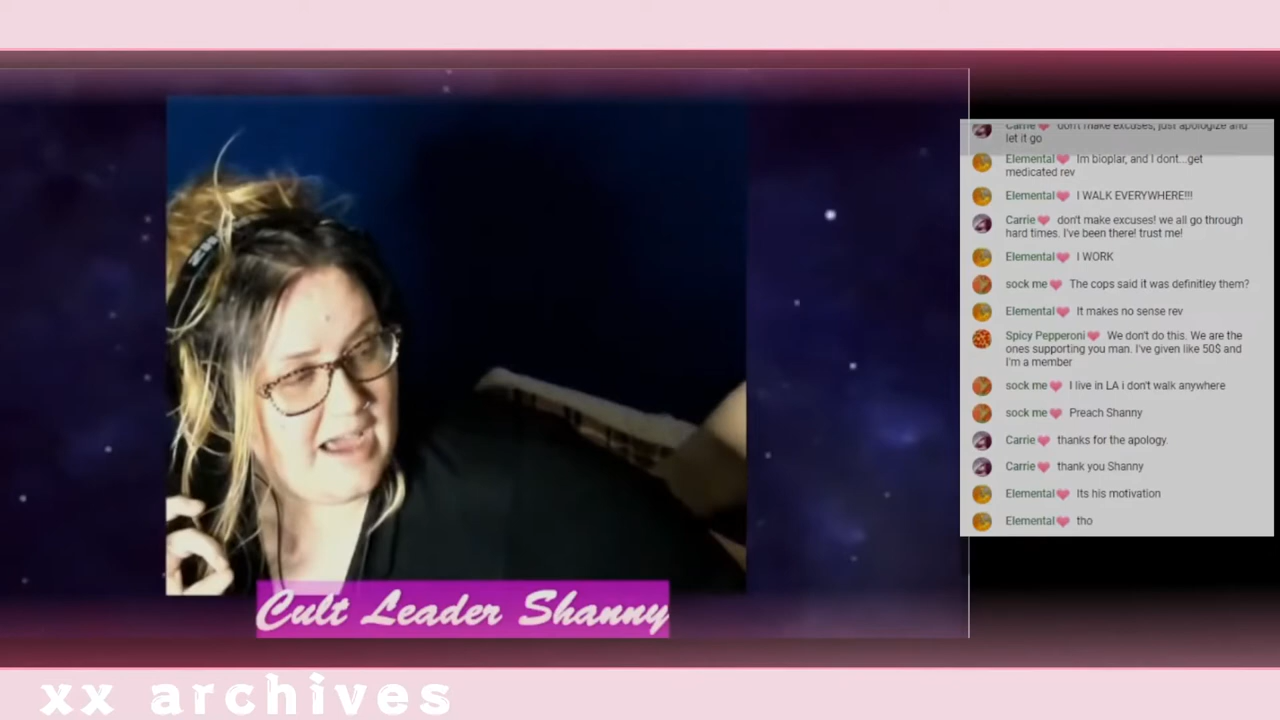 Carrie don't make excuses, just apologize and
let it go
Elemental Im bioplar, and I dont...get
medicated rev
Elemental I WALK EVERYWHERE!!!
Carrie don't make excuses! we all go through
hard times. I've been there! trust me!
Elemental I WORK
sock me The cops said it was definitley them?
Elemental It makes no sense rev
Spicy Pepperoni We don't do this. We are the
ones supporting you man. I've given like 50$ and
I'm a member
sock me I live in LA i don't walk anywhere
sock me Preach Shanny
Carrie thanks for the apology.
Carrie thank you Shanny
Elemental Its his motivation
Elemental tho
Cult Leader Shanny
xx archives